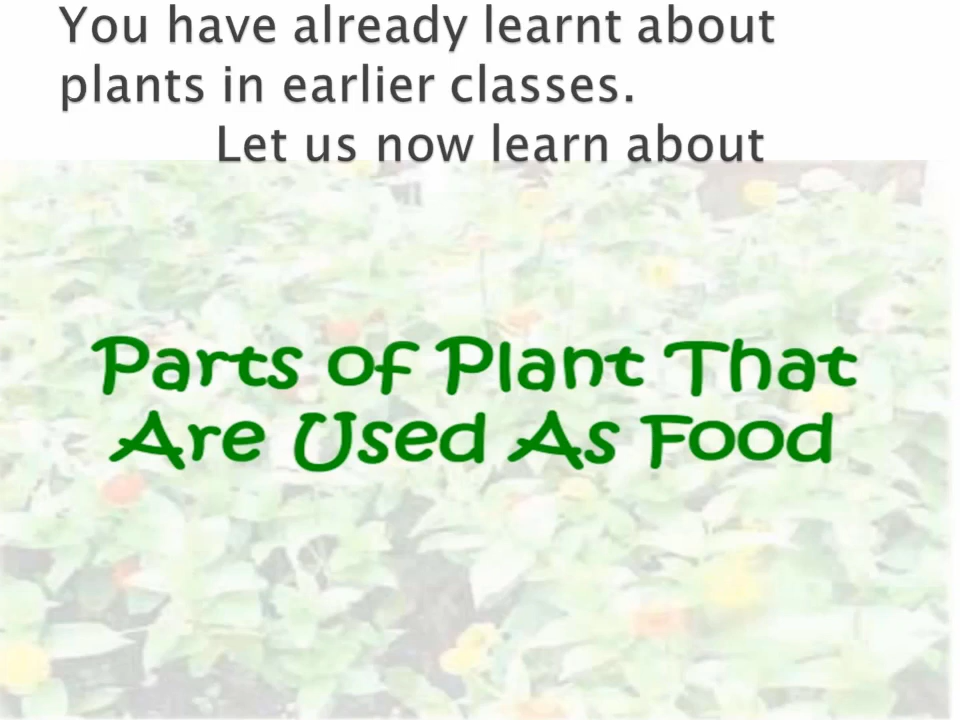 You have already learnt about
plants in earlier classes.
Let us now learn about
Parts of Plant That
Are Used As Food